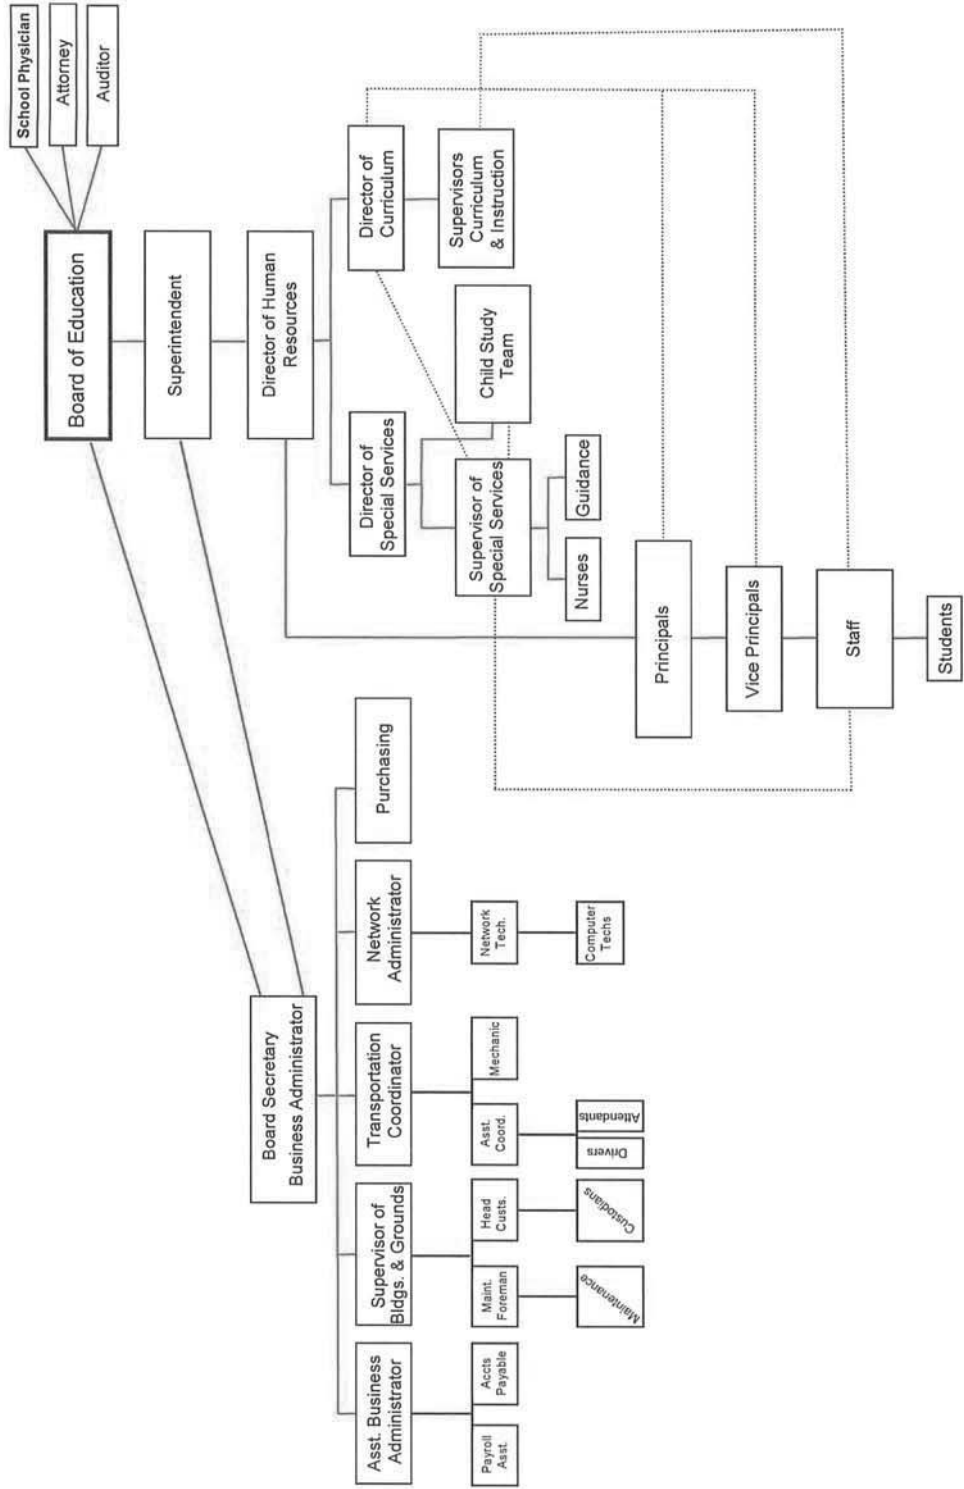 School Physician
Attorney
Auditor
Board of Education
Superintendent
Director of Human
Resources
Board Secretary
Business Administrator
Asst. Business
Administrator
Supervisor of
Bldgs. & Grounds
Transportation
Coordinator
Network
Administrator
Purchasing
Director of
Special Services
Director of
Curriculum
Payroll
Asst.
Accts
Payable
Maint.
Foreman
Head
Custs.
Asst.
Coord.
Mechanic
Network
Tech.
Supervisor of
Special Services
Child Study
Team
Supervisors
Curriculum
& Instruction
Maintenance
Custodians
Drivers
Attendants
Computer
Techs
Nurses
Guidance
Principals
Vice Principals
Staff
Students